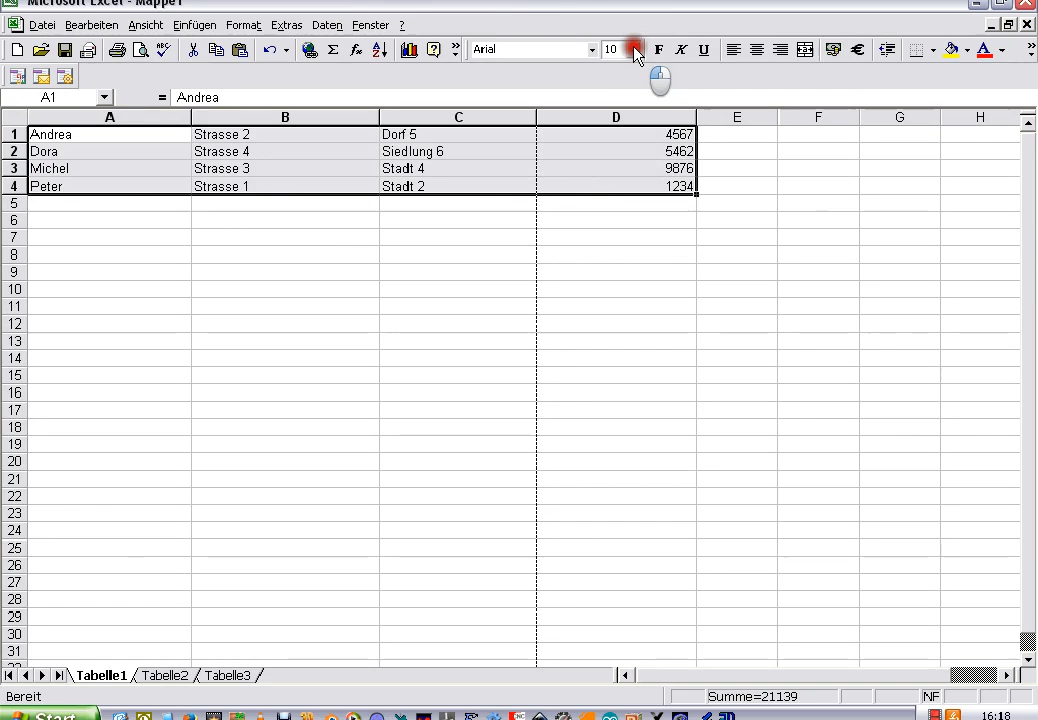 Microsoft Excel - Mappe1
Datei Bearbeiten Ansicht Einfügen Format Extras Daten Fenster ?
Arial 10 F K U
A1 = Andrea
A B C D E F G H
1 Andrea Strasse 2 Dorf 5 4567
2 Dora Strasse 4 Siedlung 6 5462
3 Michel Strasse 3 Stadt 4 9876
4 Peter Strasse 1 Stadt 2 1234
5
6
7
8
9
10
11
12
13
14
15
16
17
18
19
20
21
22
23
24
25
26
27
28
29
30
31
Tabelle1 Tabelle2 Tabelle3
Bereit Summe=21139 NF
Start 16:18